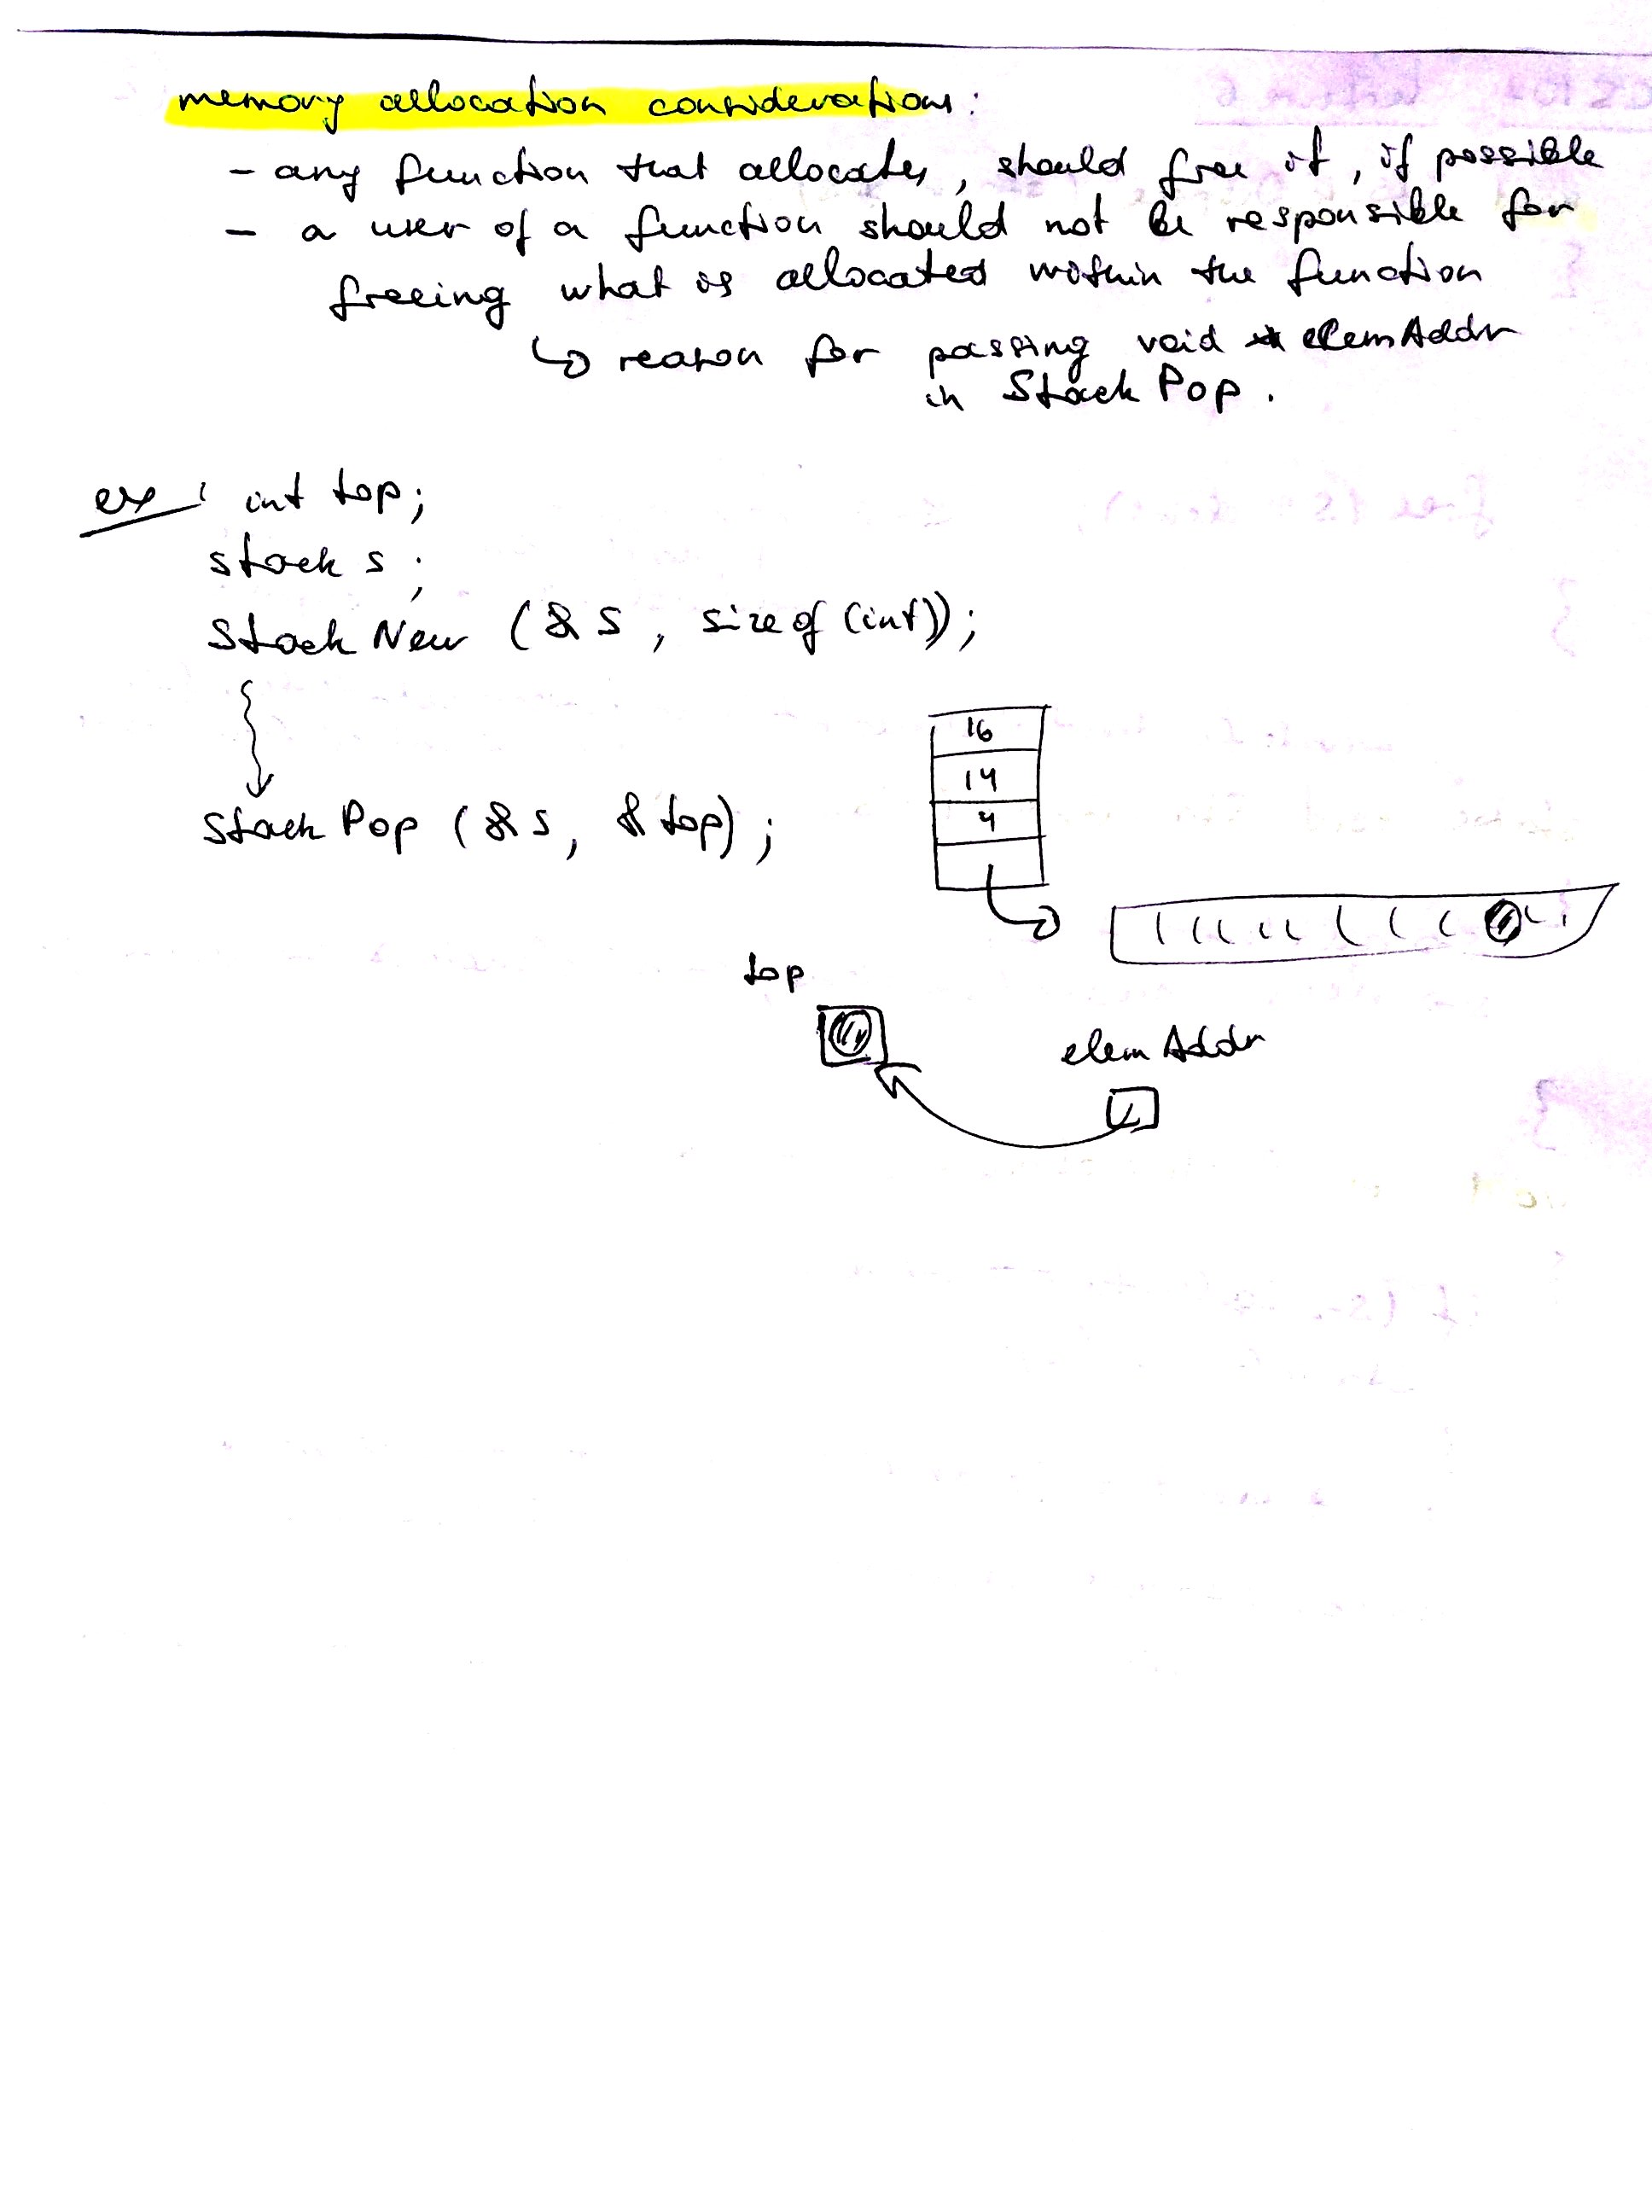 memory allocation considerations:
- any function that allocates, should free it, if possible
- a user of a function should not be responsible for
freeing what is allocated within the function
↳ reason for passing void * elemAddr
in StackPop.
ex: int top;
stack s;
StackNew (&s, sizeof(int));
StackPop (&s, &top);
16
14
4
top
elemAddr